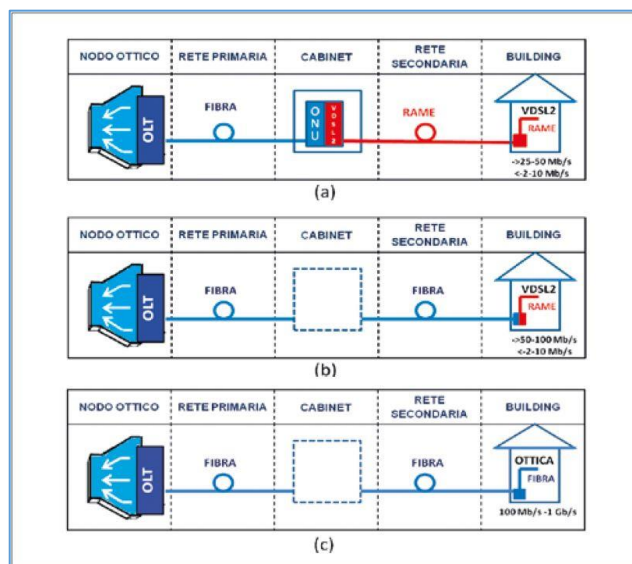 NODO OTTICO RETE PRIMARIA CABINET RETE SECONDARIA BUILDING
OLT
FIBRA
ONU
VDSL2
RAME
VDSL2
RAME
->25-50 Mb/s
<-2-10 Mb/s
(a)
NODO OTTICO RETE PRIMARIA CABINET RETE SECONDARIA BUILDING
OLT
FIBRA
FIBRA
VDSL2
RAME
->50-100 Mb/s
<-2-10 Mb/s
(b)
NODO OTTICO RETE PRIMARIA CABINET RETE SECONDARIA BUILDING
OLT
FIBRA
FIBRA
OTTICA
FIBRA
100 Mb/s -1 Gb/s
(c)